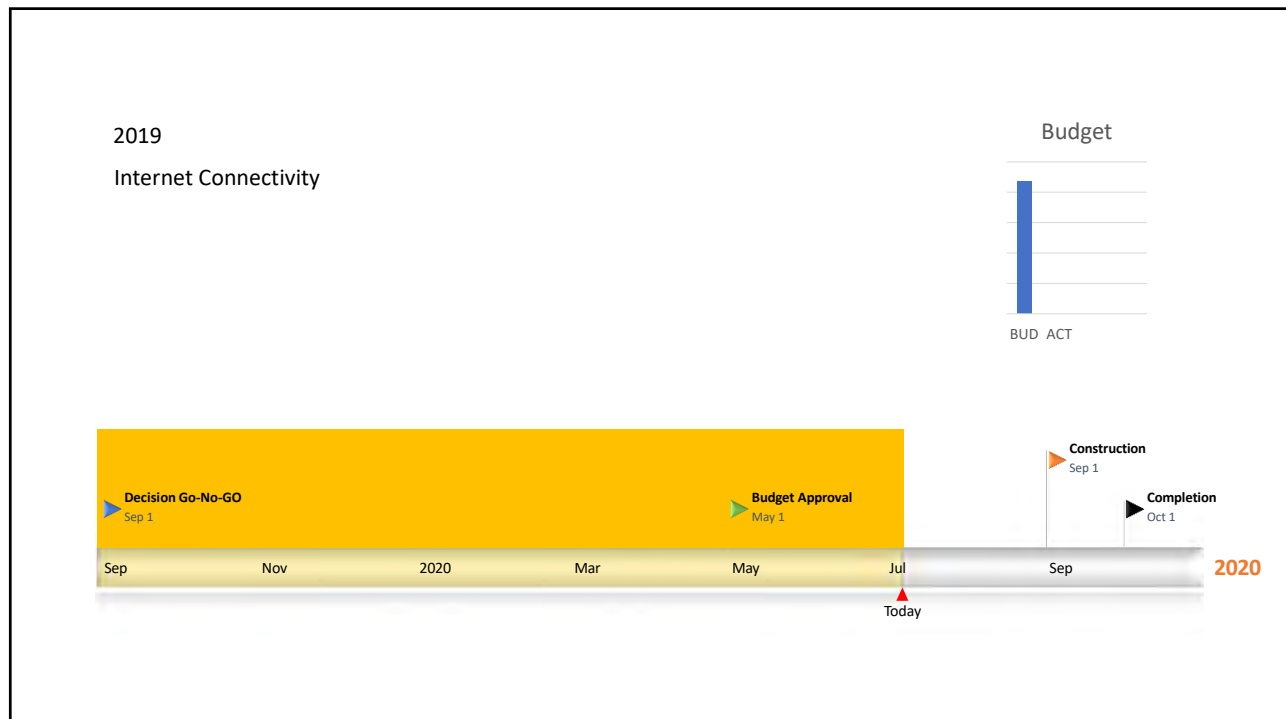 2019
Internet Connectivity
Budget
BUD ACT
Construction
Sep 1
Decision Go-No-GO
Sep 1
Budget Approval
May 1
Completion
Oct 1
Sep Nov 2020 Mar May Jul Sep 2020
Today